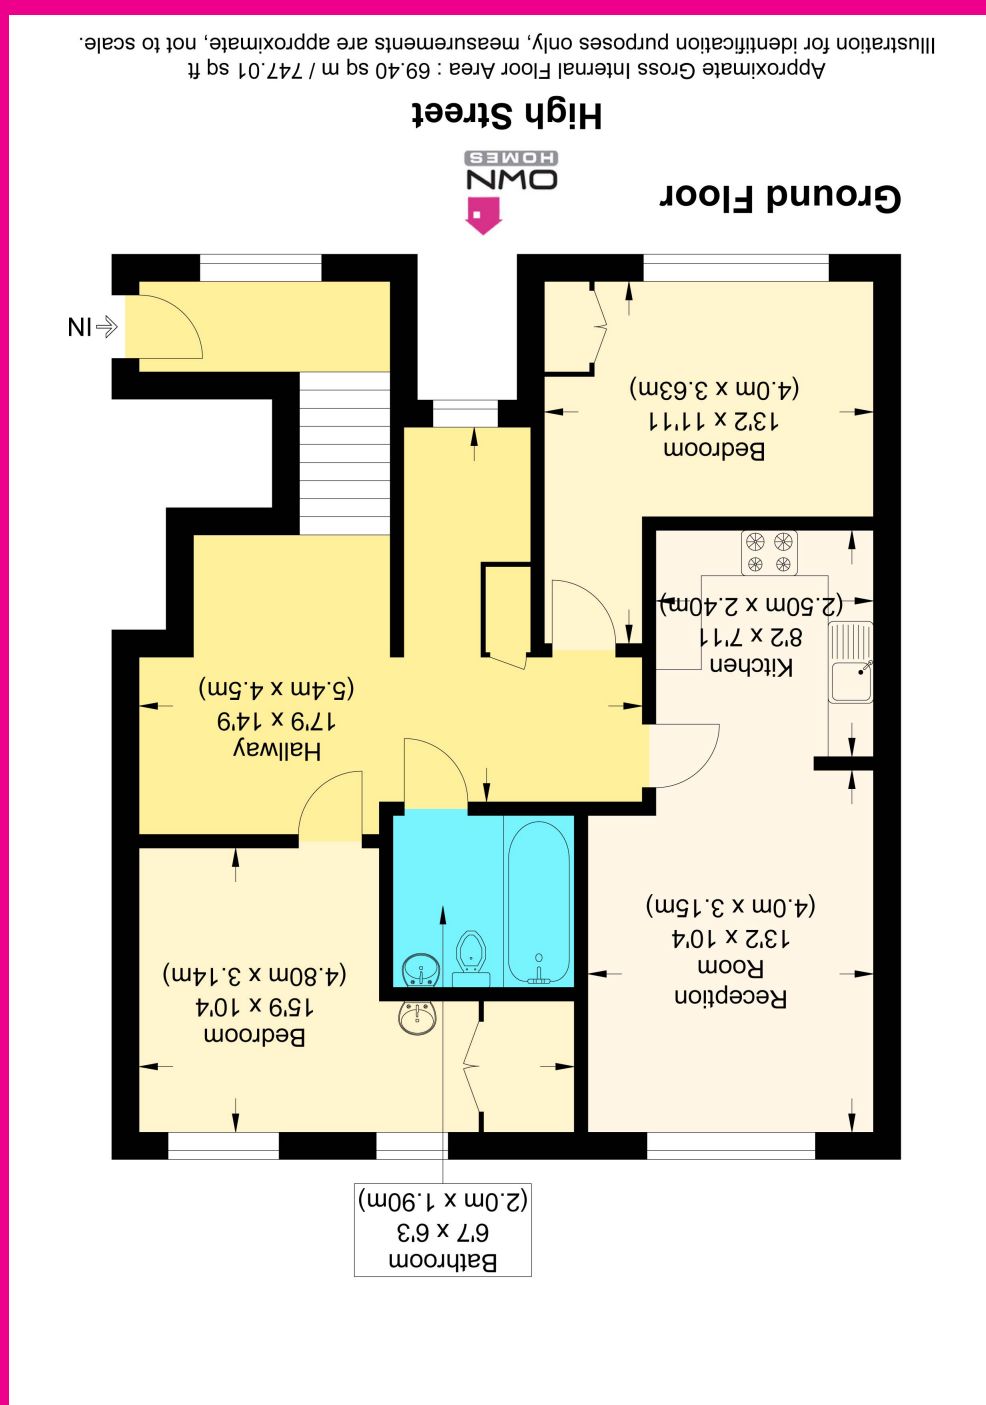 Bathroom
6'7 x 6'3
(2.0m x 1.90m)
Reception
Room
13'2 x 10'4
(4.0m x 3.15m)
Bedroom
15'9 x 10'4
(4.80m x 3.14m)
Kitchen
8'2 x 7'11
(2.50m x 2.40m)
Hallway
17'9 x 14'9
(5.4m x 4.5m)
Bedroom
13'2 x 11'11
(4.0m x 3.63m)
IN
Ground Floor
OWN
HOMES
High Street
Approximate Gross Internal Floor Area : 69.40 sq m / 747.01 sq ft
Illustration for identification purposes only, measurements are approximate, not to scale.